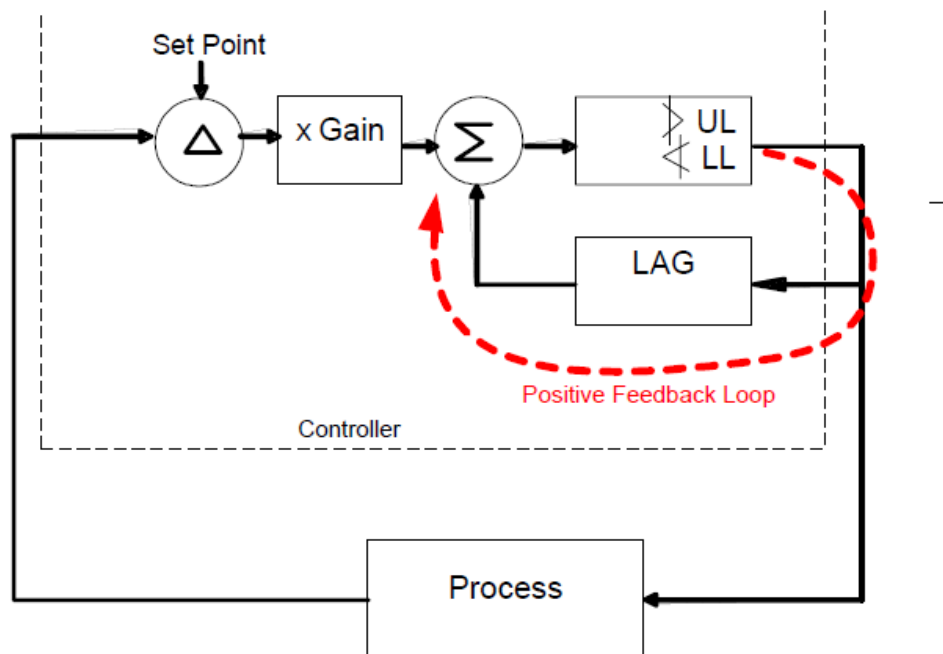 Set Point
Δ
x Gain
Σ
> UL
< LL
LAG
Positive Feedback Loop
Controller
Process